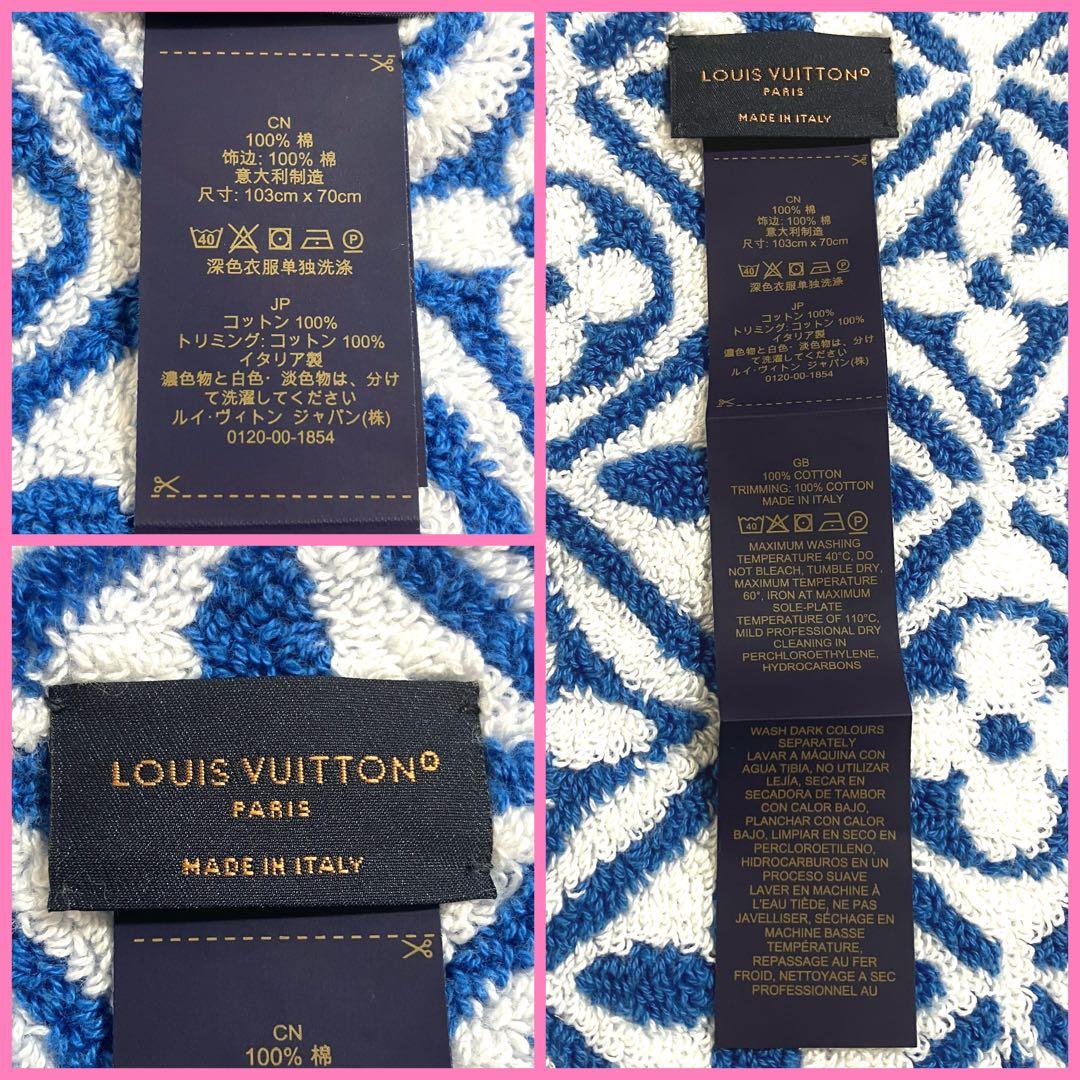 CN
100% 棉
饰边: 100% 棉
意大利制造
尺寸: 103cm x 70cm
40 P
深色衣服单独洗涤
JP
コットン 100%
トリミング: コットン 100%
イタリア製
濃色物と白色･淡色物は、分け
て洗濯してください
ルイ･ヴィトン ジャパン(株)
0120-00-1854
LOUIS VUITTON®
PARIS
MADE IN ITALY
CN
100% 棉
LOUIS VUITTON®
PARIS
MADE IN ITALY
CN
100% 棉
饰边: 100% 棉
意大利制造
尺寸: 103cm x 70cm
40 P
深色衣服单独洗涤
JP
コットン 100%
トリミング: コットン 100%
イタリア製
濃色物と白色･淡色物は、分け
て洗濯してください
ルイ･ヴィトン ジャパン(株)
0120-00-1854
GB
100% COTTON
TRIMMING: 100% COTTON
MADE IN ITALY
40 P
MAXIMUM WASHING
TEMPERATURE 40°C, DO
NOT BLEACH, TUMBLE DRY,
MAXIMUM TEMPERATURE
60°, IRON AT MAXIMUM
SOLE-PLATE
TEMPERATURE OF 110°C,
MILD PROFESSIONAL DRY
CLEANING IN
PERCHLOROETHYLENE,
HYDROCARBONS
WASH DARK COLOURS
SEPARATELY
LAVAR A MÁQUINA CON
AGUA TIBIA, NO UTILIZAR
LEJÍA, SECAR EN
SECADORA DE TAMBOR
CON CALOR BAJO,
PLANCHAR CON CALOR
BAJO, LIMPIAR EN SECO EN
PERCLOROETILENO,
HIDROCARBUROS EN UN
PROCESO SUAVE
LAVER EN MACHINE À
L'EAU TIÈDE, NE PAS
JAVELLISER, SÉCHAGE EN
MACHINE BASSE
TEMPÉRATURE,
REPASSAGE AU FER
FROID, NETTOYAGE A SEC
PROFESSIONNEL AU